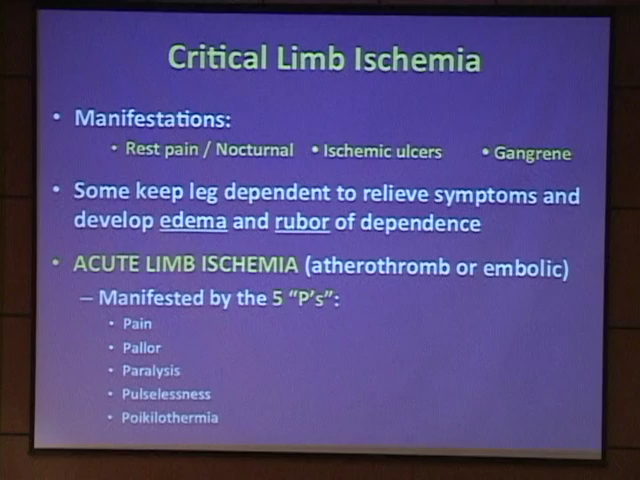 Critical Limb Ischemia
• Manifestations:
• Rest pain / Nocturnal • Ischemic ulcers • Gangrene
• Some keep leg dependent to relieve symptoms and
develop edema and rubor of dependence
• ACUTE LIMB ISCHEMIA (atherothromb or embolic)
– Manifested by the 5 “P’s”:
• Pain
• Pallor
• Paralysis
• Pulselessness
• Poikilothermia